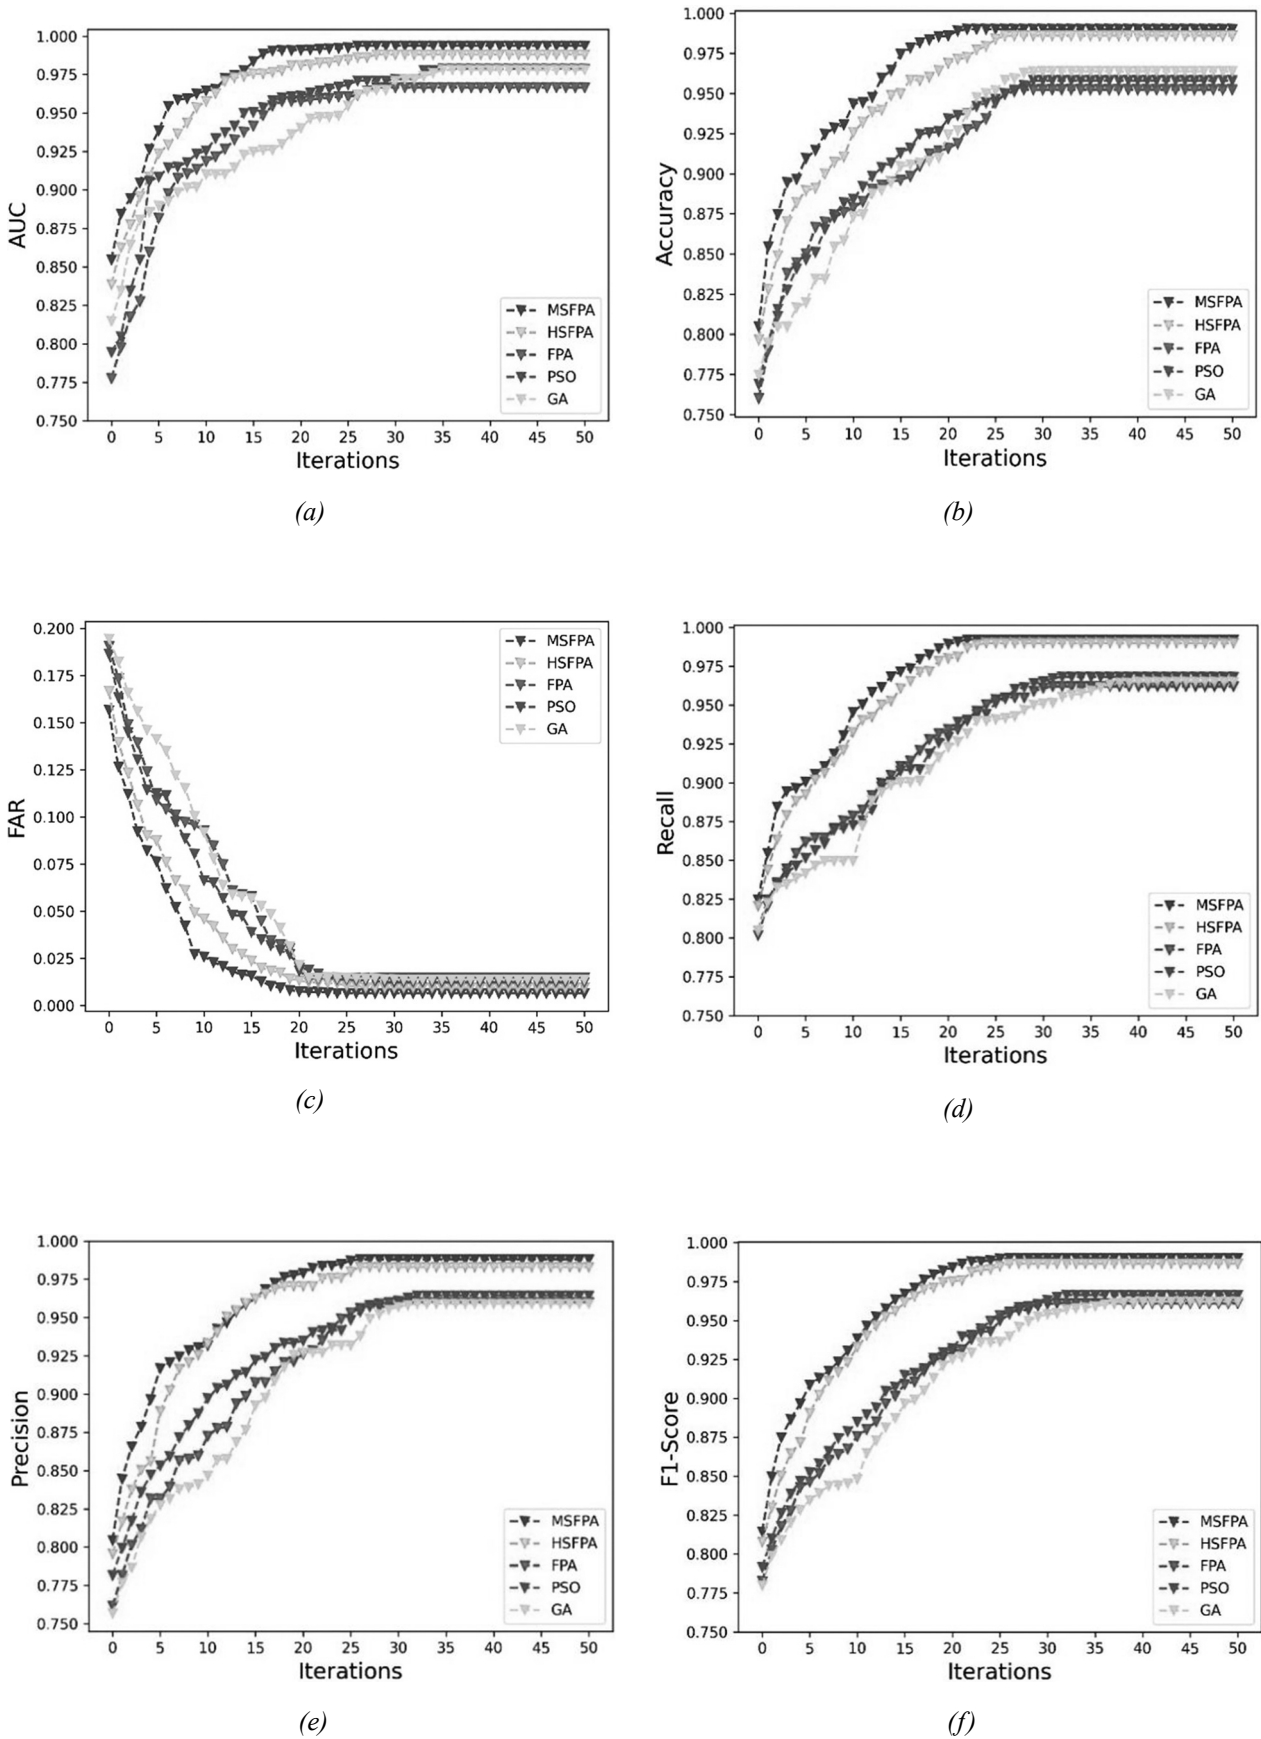 1.000
0.975
0.950
0.925
0.900
0.875
0.850
0.825
0.800
0.775
0.750
AUC
MSFPA
HSFPA
FPA
PSO
GA
0 5 10 15 20 25 30 35 40 45 50
Iterations
(a)
1.000
0.975
0.950
0.925
0.900
0.875
0.850
0.825
0.800
0.775
0.750
Accuracy
MSFPA
HSFPA
FPA
PSO
GA
0 5 10 15 20 25 30 35 40 45 50
Iterations
(b)
0.200
0.175
0.150
0.125
0.100
0.075
0.050
0.025
0.000
FAR
MSFPA
HSFPA
FPA
PSO
GA
0 5 10 15 20 25 30 35 40 45 50
Iterations
(c)
1.000
0.975
0.950
0.925
0.900
0.875
0.850
0.825
0.800
0.775
0.750
Recall
MSFPA
HSFPA
FPA
PSO
GA
0 5 10 15 20 25 30 35 40 45 50
Iterations
(d)
1.000
0.975
0.950
0.925
0.900
0.875
0.850
0.825
0.800
0.775
0.750
Precision
MSFPA
HSFPA
FPA
PSO
GA
0 5 10 15 20 25 30 35 40 45 50
Iterations
(e)
1.000
0.975
0.950
0.925
0.900
0.875
0.850
0.825
0.800
0.775
0.750
F1-Score
MSFPA
HSFPA
FPA
PSO
GA
0 5 10 15 20 25 30 35 40 45 50
Iterations
(f)